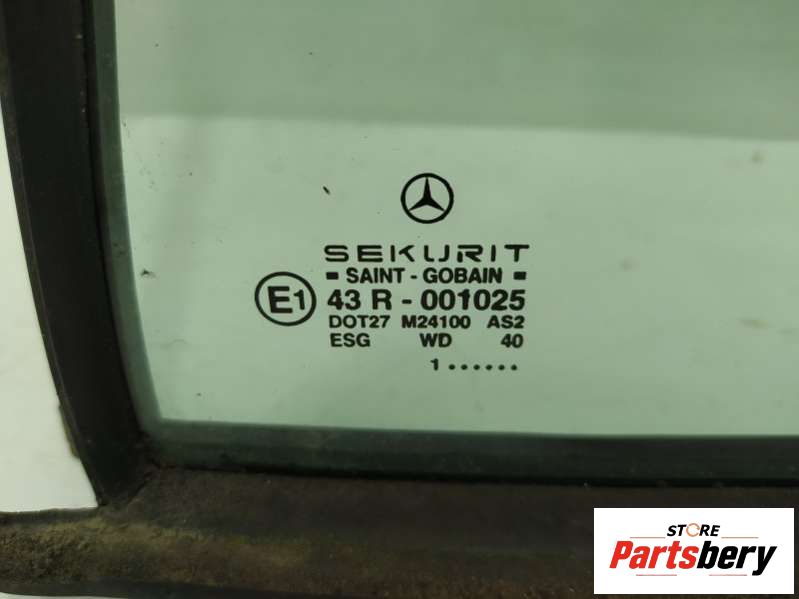 SEKURIT
SAINT - GOBAIN
E1 43 R - 001025
DOT27 M24100 AS2
ESG WD 40
1 ......
STORE
Partsbery